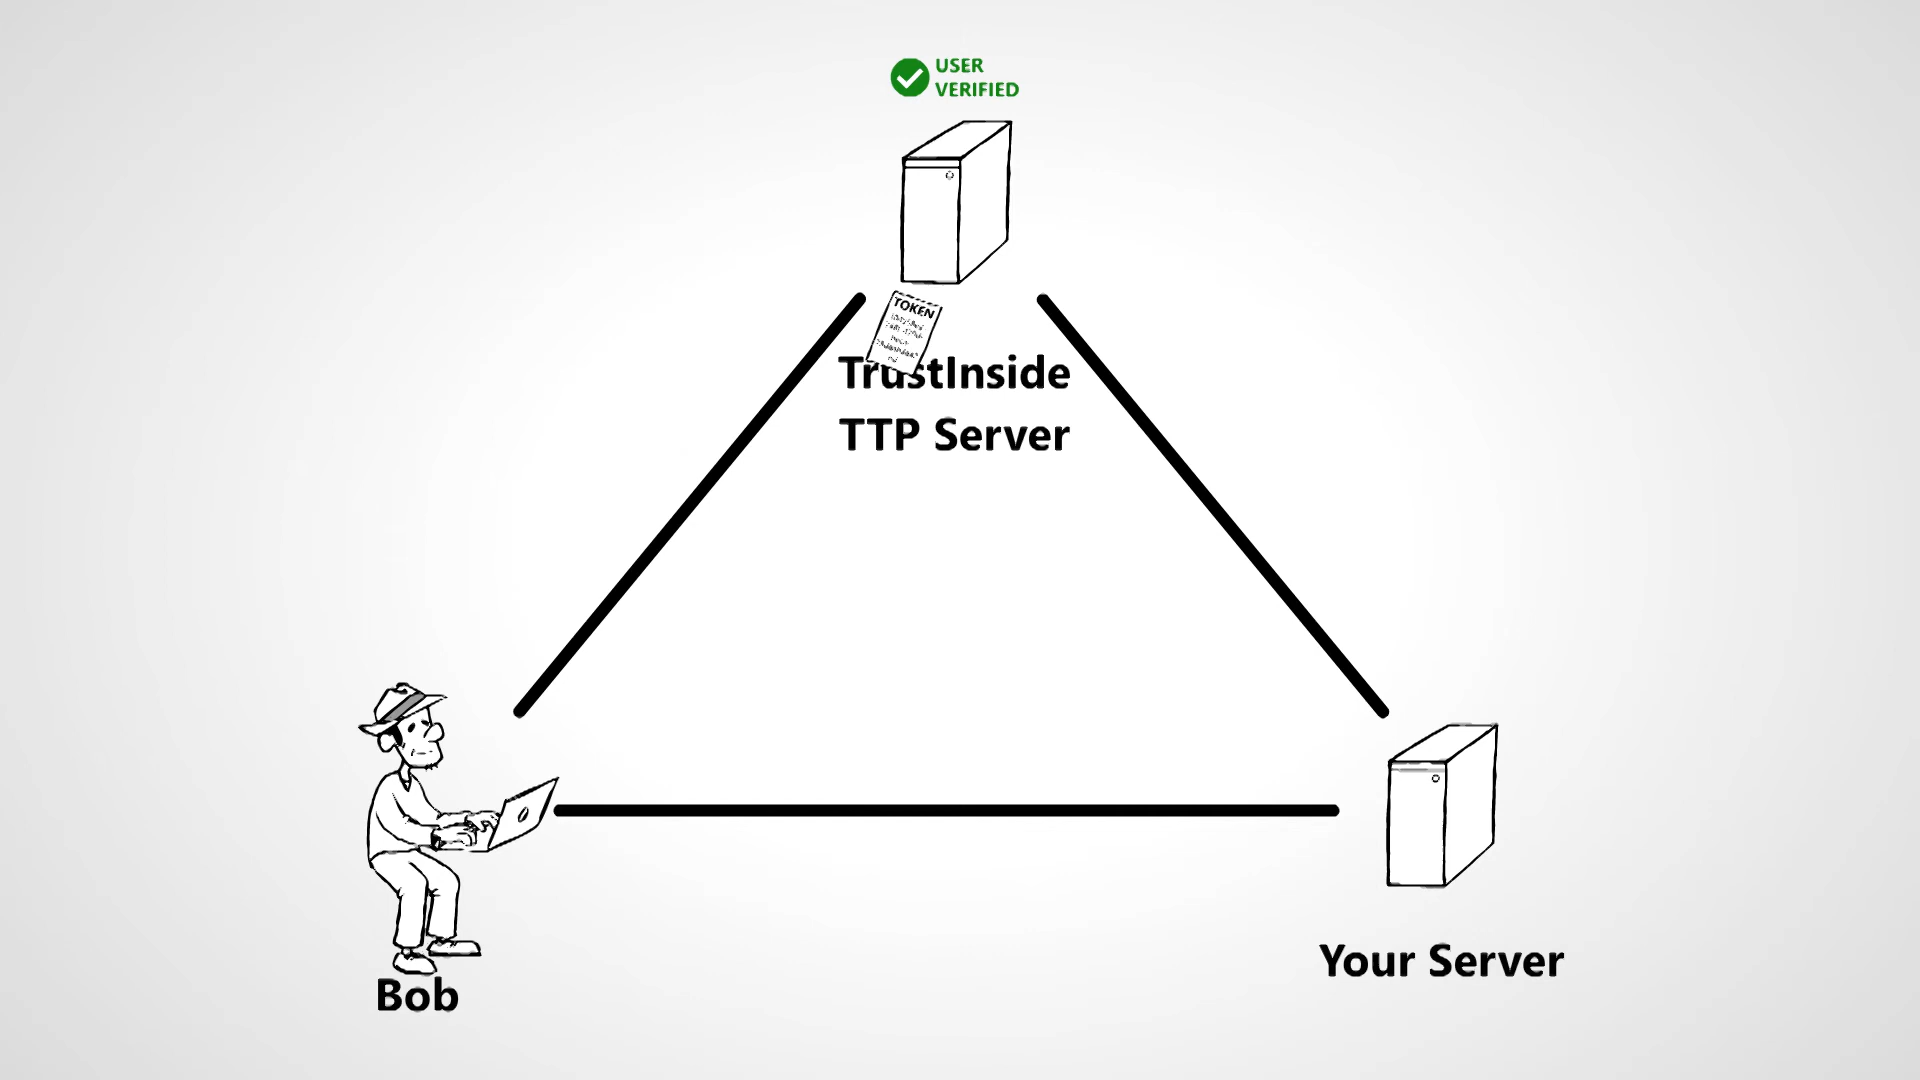 USER
VERIFIED
TOKEN
TrustInside
TTP Server
Your Server
Bob